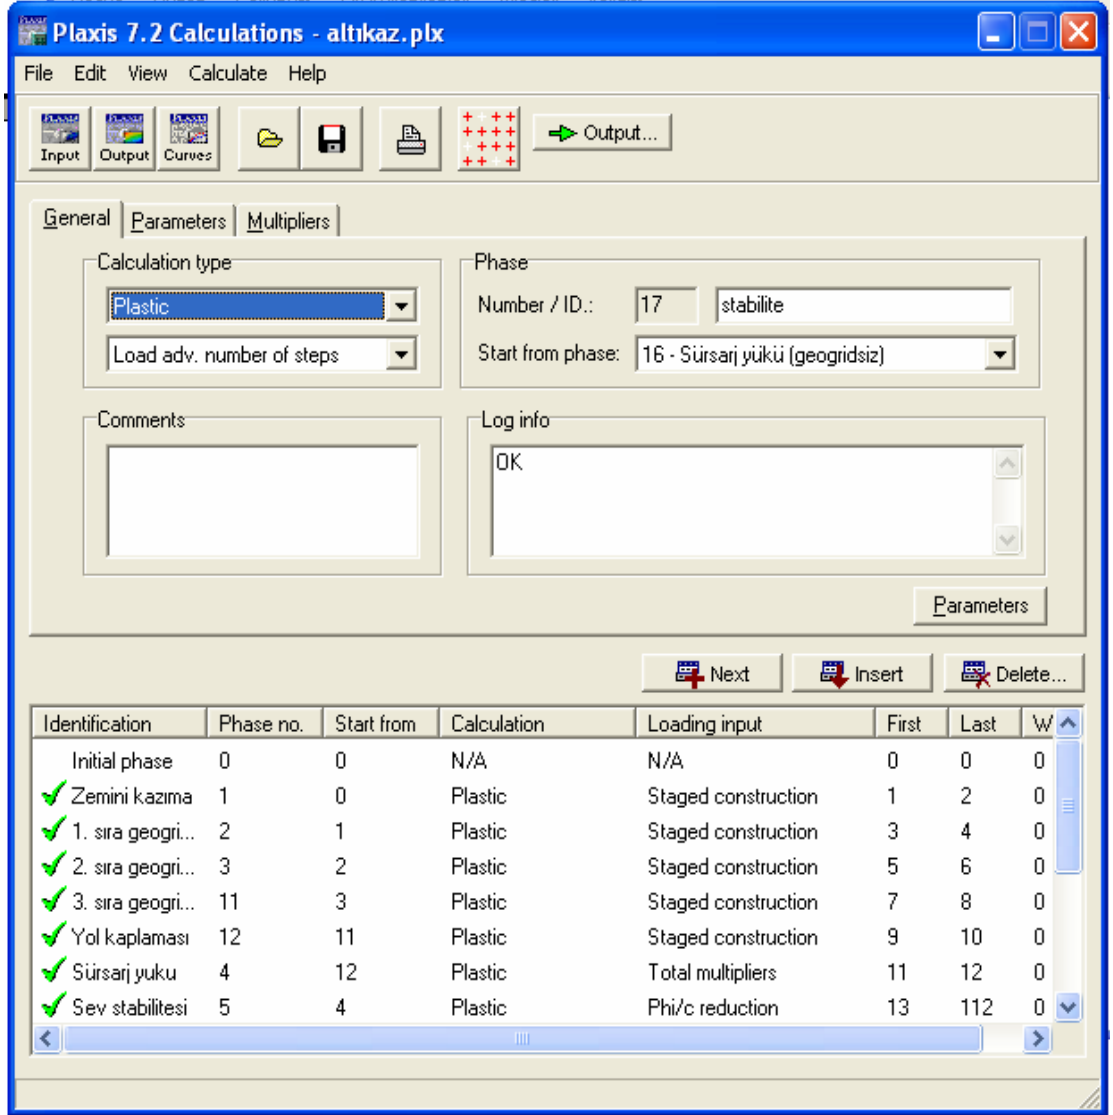 Plaxis 7.2 Calculations - altıkaz.plx
File Edit View Calculate Help
Input Output Curves Output...
General Parameters Multipliers
Calculation type
Plastic
Load adv. number of steps
Phase
Number / ID.: 17 stabilite
Start from phase: 16 - Sürsarj yükü (geogridsiz)
Comments
Log info
OK
Parameters
Next Insert Delete...
Identification Phase no. Start from Calculation Loading input First Last W
Initial phase 0 0 N/A N/A 0 0 0
Zemini kazıma 1 0 Plastic Staged construction 1 2 0
1. sıra geogri... 2 1 Plastic Staged construction 3 4 0
2. sıra geogri... 3 2 Plastic Staged construction 5 6 0
3. sıra geogri... 11 3 Plastic Staged construction 7 8 0
Yol kaplaması 12 11 Plastic Staged construction 9 10 0
Sürsarj yuku 4 12 Plastic Total multipliers 11 12 0
Sev stabilitesi 5 4 Plastic Phi/c reduction 13 112 0